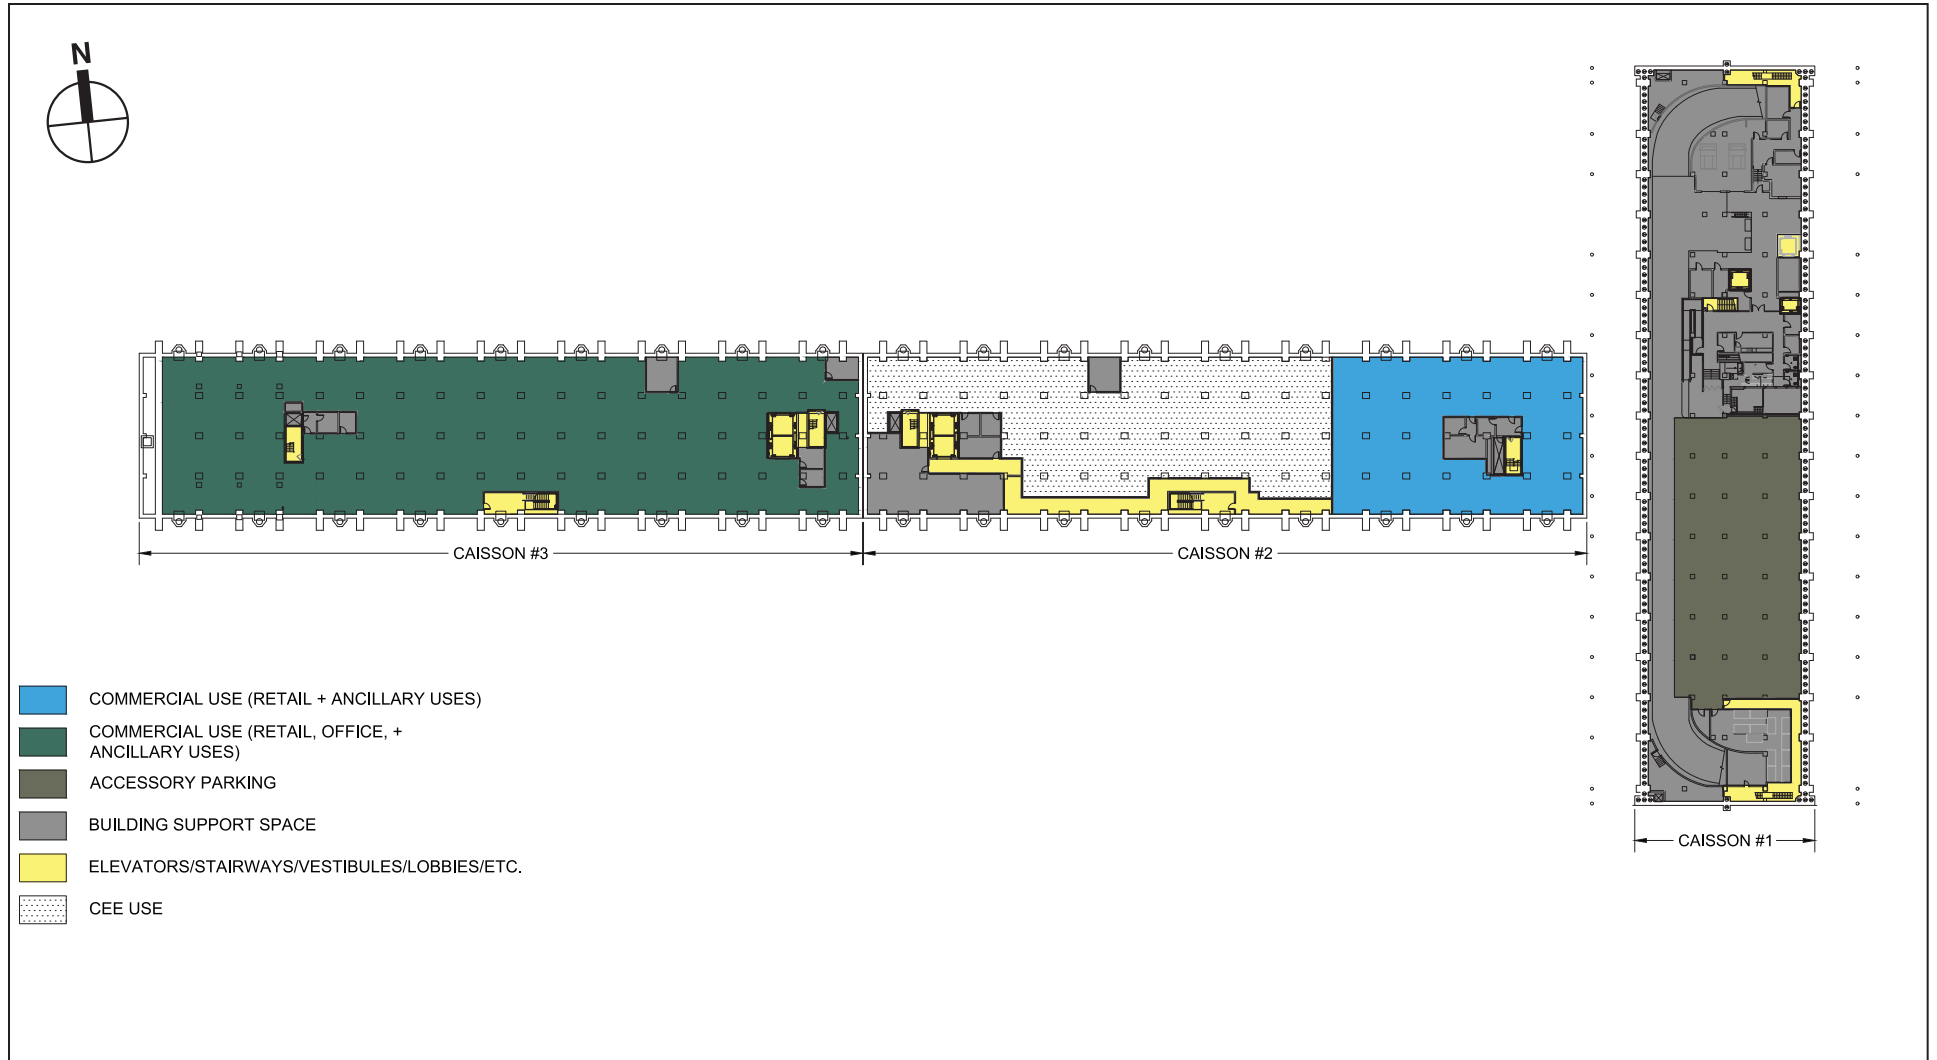 N
CAISSON #3
CAISSON #2
CAISSON #1
COMMERCIAL USE (RETAIL + ANCILLARY USES)
COMMERCIAL USE (RETAIL, OFFICE, +
ANCILLARY USES)
ACCESSORY PARKING
BUILDING SUPPORT SPACE
ELEVATORS/STAIRWAYS/VESTIBULES/LOBBIES/ETC.
CEE USE